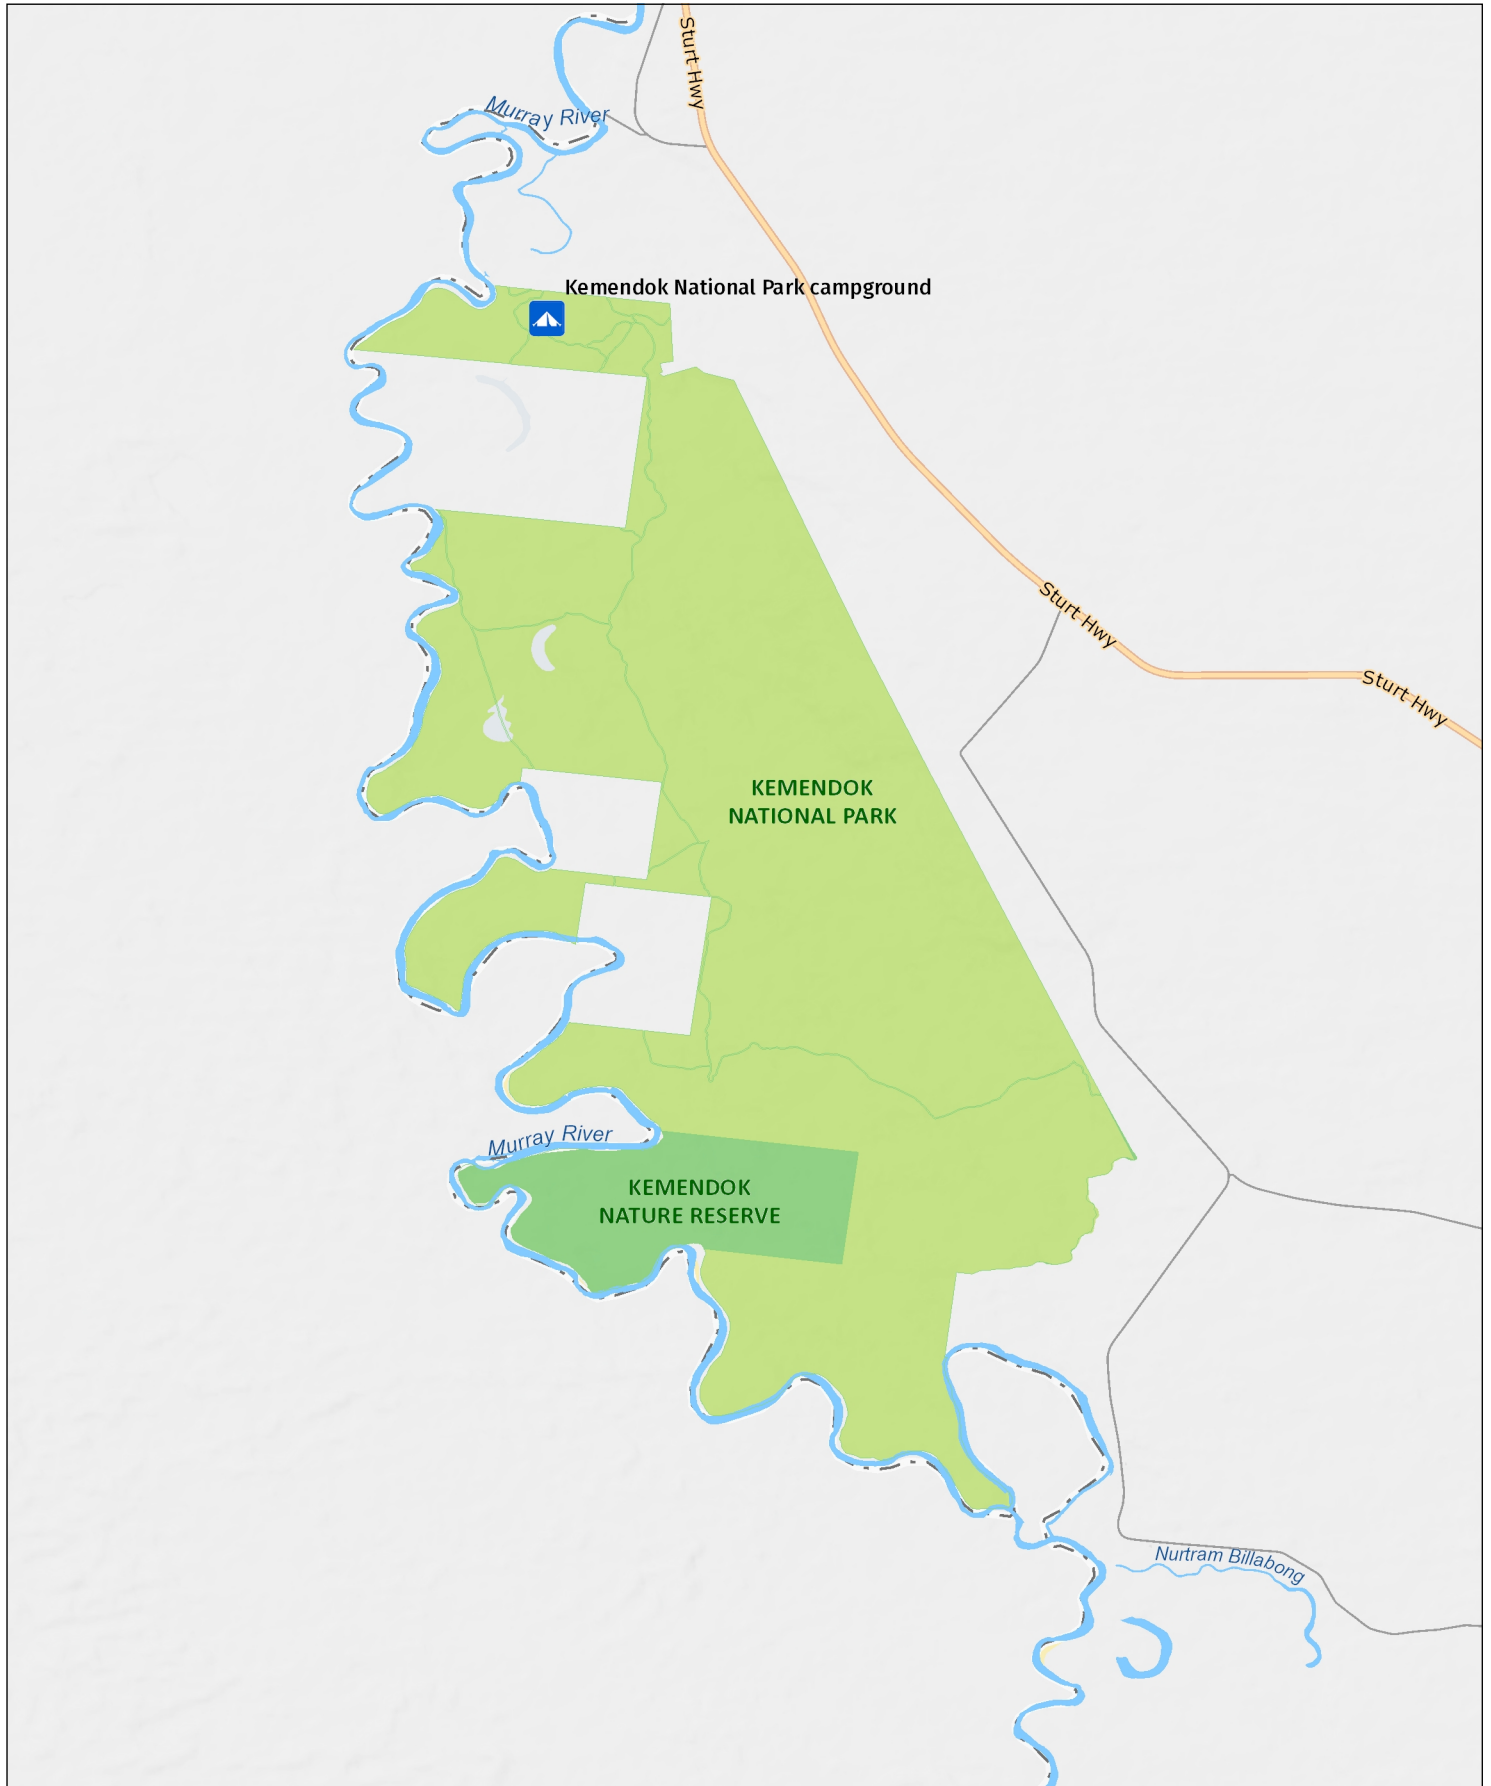 Sturt Hwy
Murray River
Kemendok National Park campground
Sturt Hwy
Sturt Hwy
KEMENDOK
NATIONAL PARK
Murray River
KEMENDOK
NATURE RESERVE
Nurtram Billabong